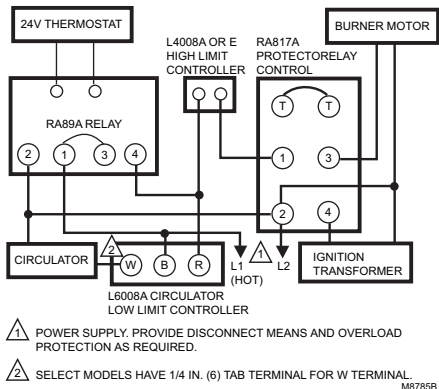 24V THERMOSTAT
L4008A OR E
HIGH LIMIT
CONTROLLER
RA817A
PROTECTORELAY
CONTROL
BURNER MOTOR
T T
RA89A RELAY
2 1 3 4
1 3
2 4
CIRCULATOR
2
W B R
L1
(HOT)
1
L2
IGNITION
TRANSFORMER
L6008A CIRCULATOR
LOW LIMIT CONTROLLER
1 POWER SUPPLY. PROVIDE DISCONNECT MEANS AND OVERLOAD
PROTECTION AS REQUIRED.
2 SELECT MODELS HAVE 1/4 IN. (6) TAB TERMINAL FOR W TERMINAL.
M8785B